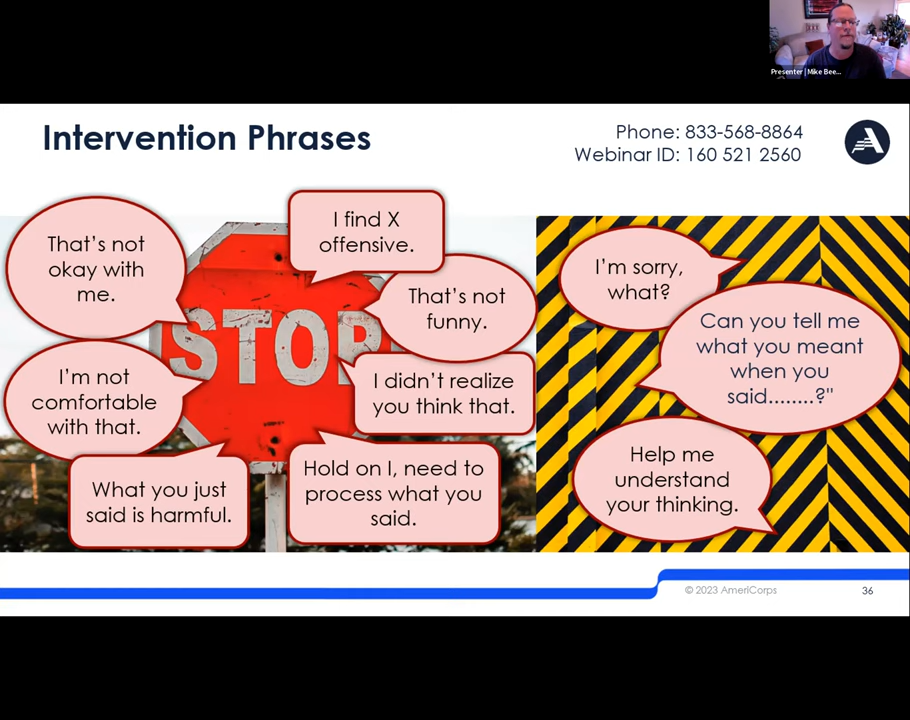 Presenter | Mike Bee...
Intervention Phrases
Phone: 833-568-8864
Webinar ID: 160 521 2560
That's not
okay with
me.
I find X
offensive.
That's not
funny.
STOP
I'm not
comfortable
with that.
I didn't realize
you think that.
What you just
said is harmful.
Hold on I, need to
process what you
said.
I'm sorry,
what?
Can you tell me
what you meant
when you
said........?"
Help me
understand
your thinking.
© 2023 AmeriCorps
36